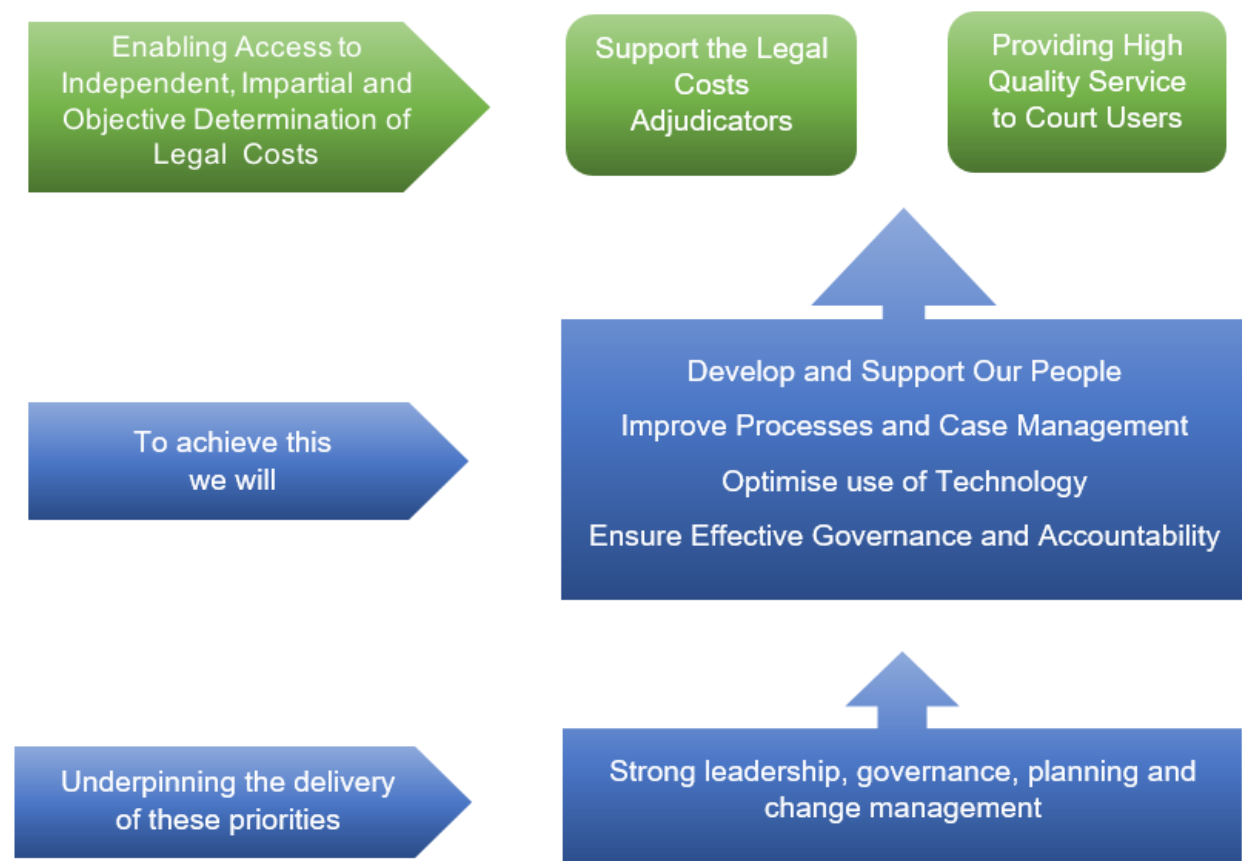 Enabling Access to
Independent, Impartial and
Objective Determination of
Legal Costs
Support the Legal
Costs
Adjudicators
Providing High
Quality Service
to Court Users
To achieve this
we will
Develop and Support Our People
Improve Processes and Case Management
Optimise use of Technology
Ensure Effective Governance and Accountability
Underpinning the delivery
of these priorities
Strong leadership, governance, planning and
change management